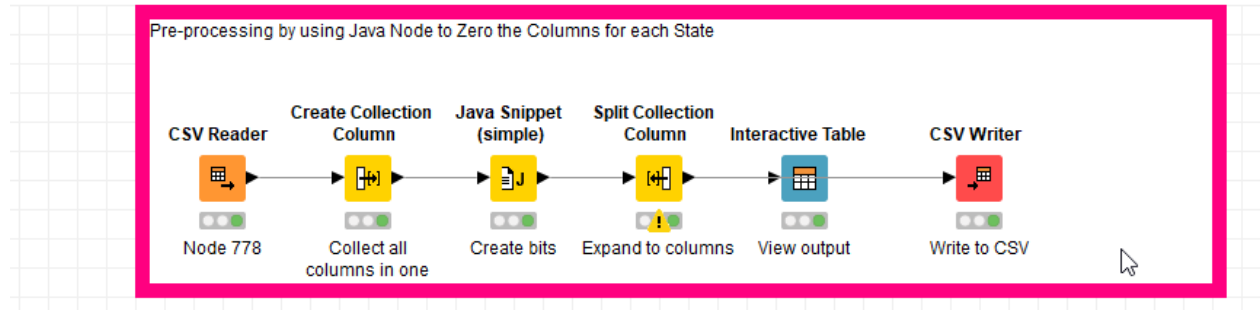 Pre-processing by using Java Node to Zero the Columns for each State
Create Collection Java Snippet Split Collection
CSV Reader Column (simple) Column Interactive Table CSV Writer
J
Node 778 Collect all Create bits Expand to columns View output Write to CSV
columns in one